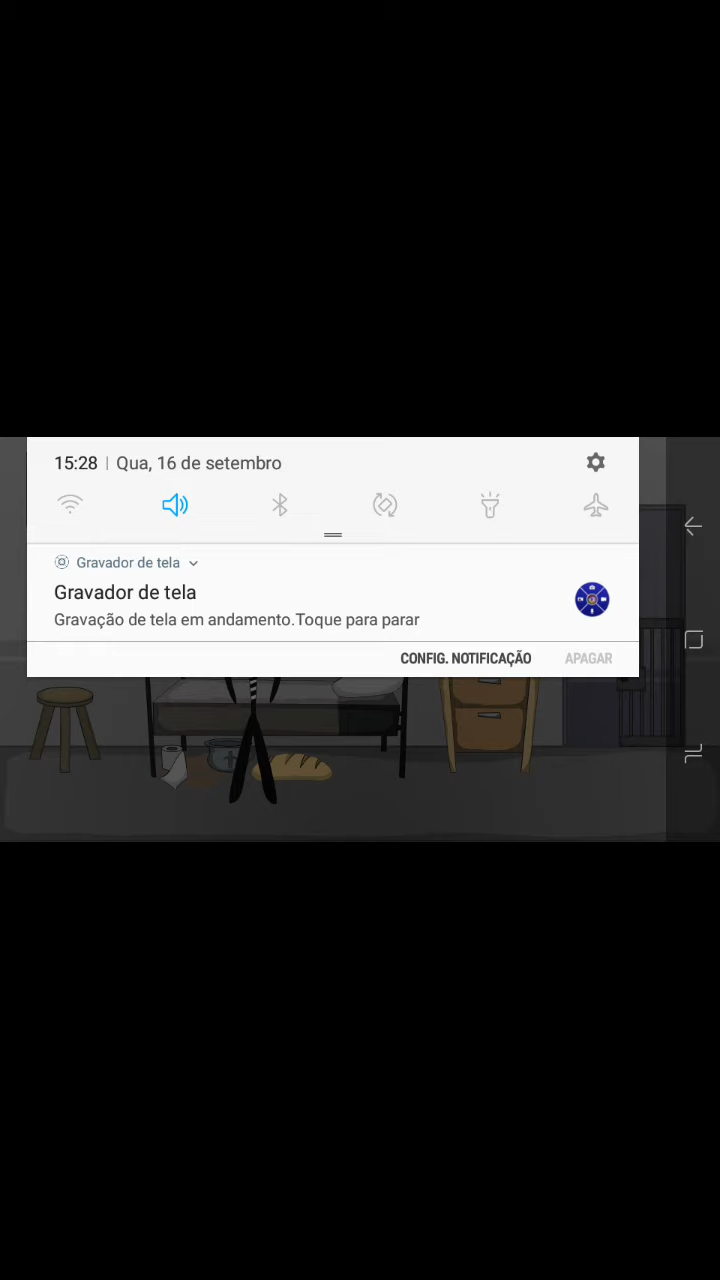 15:28 | Qua, 16 de setembro
Gravador de tela
Gravador de tela
Gravação de tela em andamento.Toque para parar
CONFIG. NOTIFICAÇÃO APAGAR